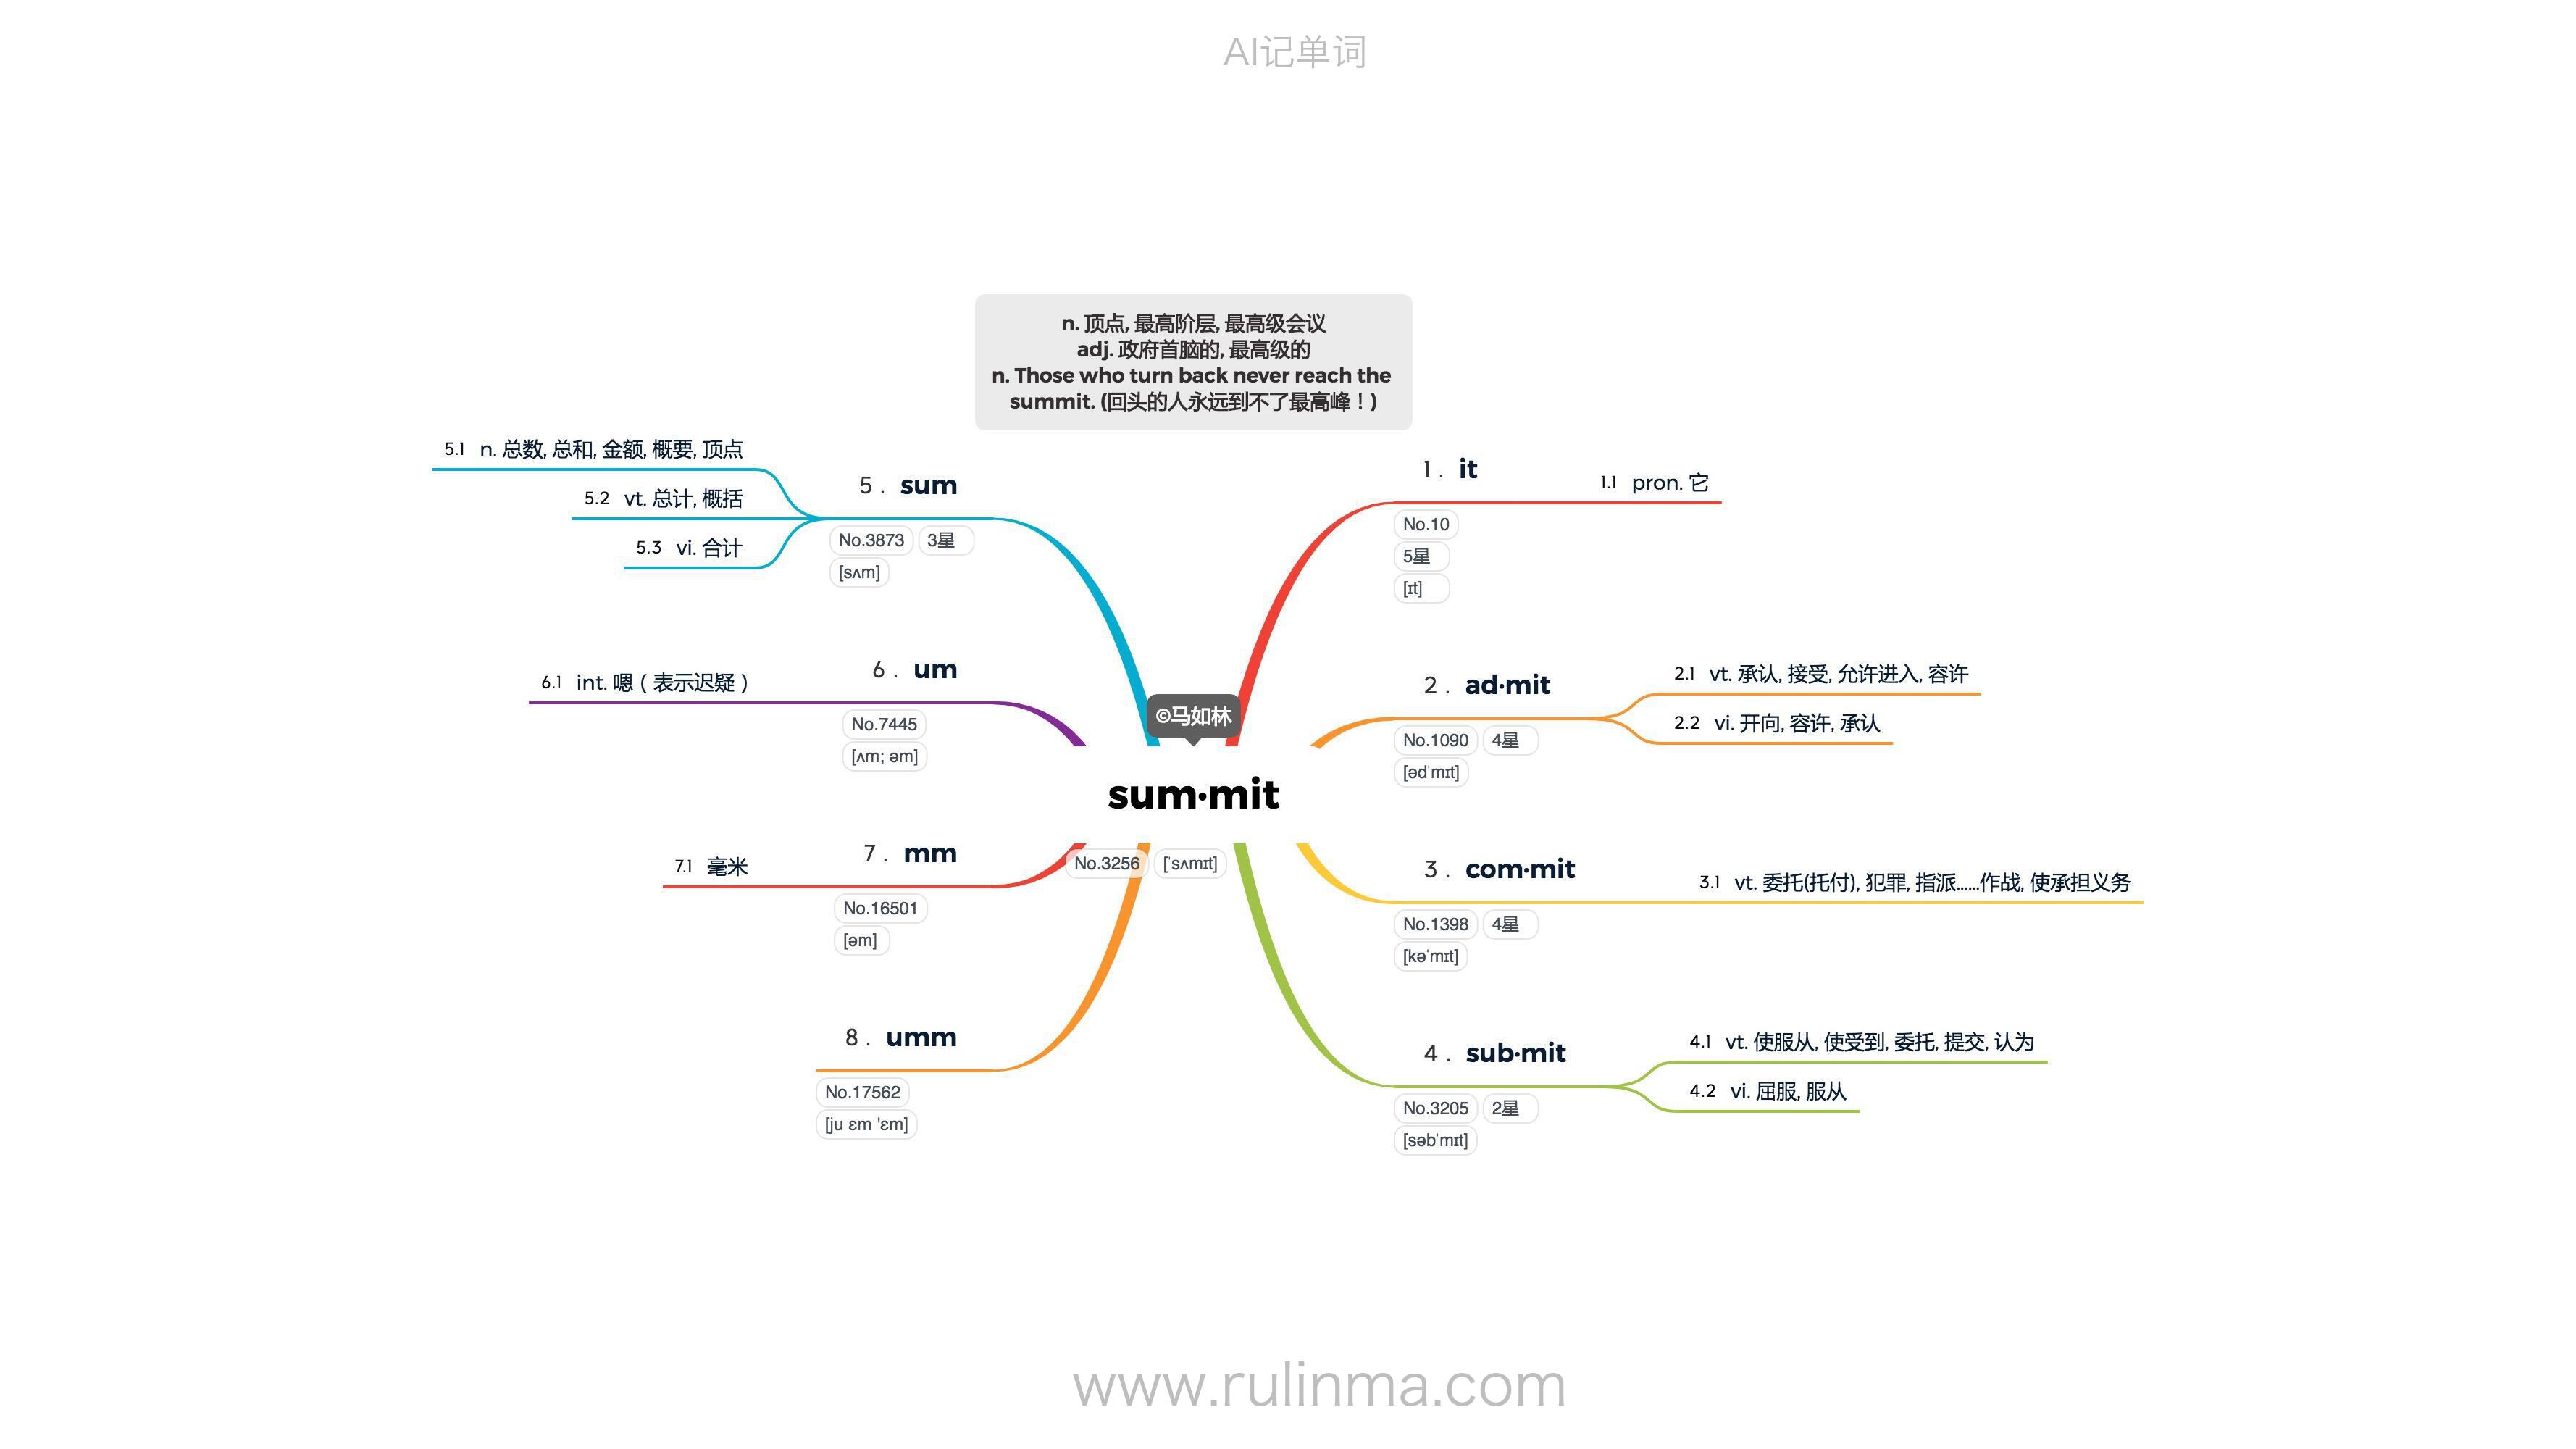 AI记单词
n. 顶点, 最高阶层, 最高级会议
adj. 政府首脑的, 最高级的
n. Those who turn back never reach the
summit. (回头的人永远到不了最高峰！)
©马如林
sum·mit
No.3256 [ˈsʌmɪt]
1 . it
No.10
5星
[ɪt]
1.1 pron. 它
2 . ad·mit
No.1090 4星
[ədˈmɪt]
2.1 vt. 承认, 接受, 允许进入, 容许
2.2 vi. 开向, 容许, 承认
3 . com·mit
No.1398 4星
[kəˈmɪt]
3.1 vt. 委托(托付), 犯罪, 指派……作战, 使承担义务
4 . sub·mit
No.3205 2星
[səbˈmɪt]
4.1 vt. 使服从, 使受到, 委托, 提交, 认为
4.2 vi. 屈服, 服从
5 . sum
No.3873 3星
[sʌm]
5.1 n. 总数, 总和, 金额, 概要, 顶点
5.2 vt. 总计, 概括
5.3 vi. 合计
6 . um
No.7445
[ʌm; əm]
6.1 int. 嗯（表示迟疑）
7 . mm
No.16501
[əm]
7.1 毫米
8 . umm
No.17562
[ju ɛm 'ɛm]
www.rulinma.com